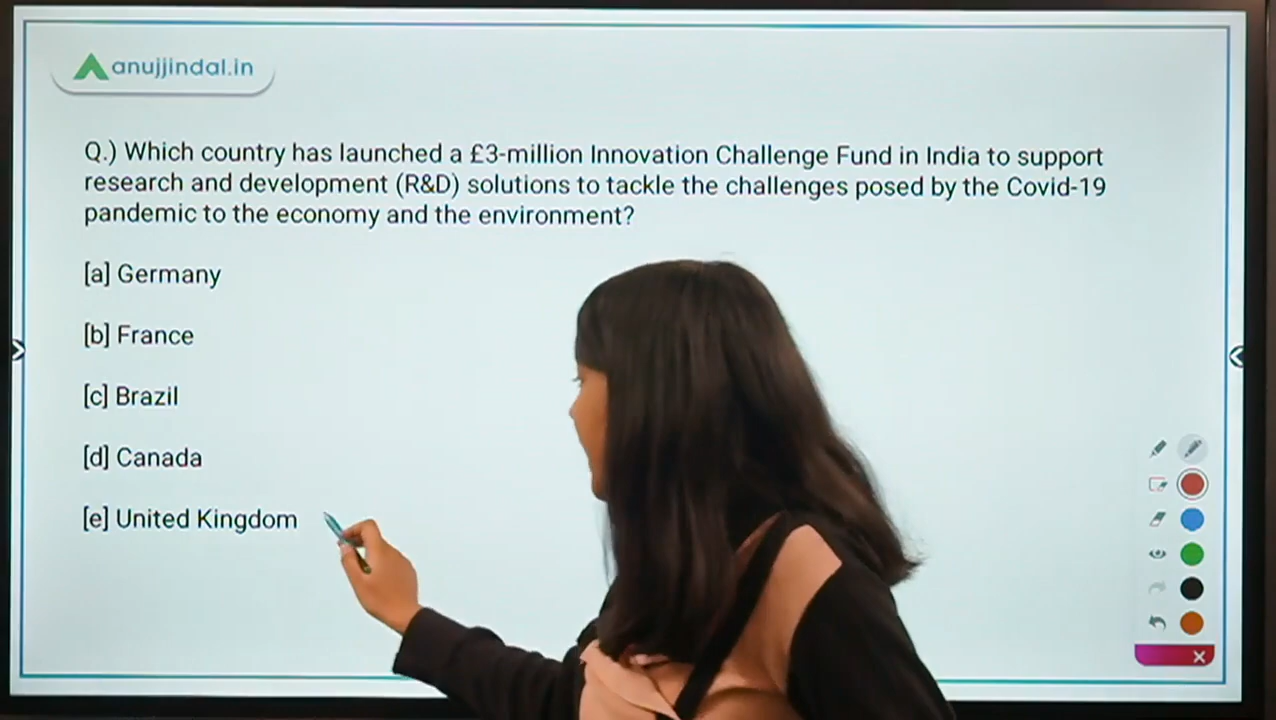 anujjindal.in
Q.) Which country has launched a £3-million Innovation Challenge Fund in India to support
research and development (R&D) solutions to tackle the challenges posed by the Covid-19
pandemic to the economy and the environment?
[a] Germany
[b] France
[c] Brazil
[d] Canada
[e] United Kingdom